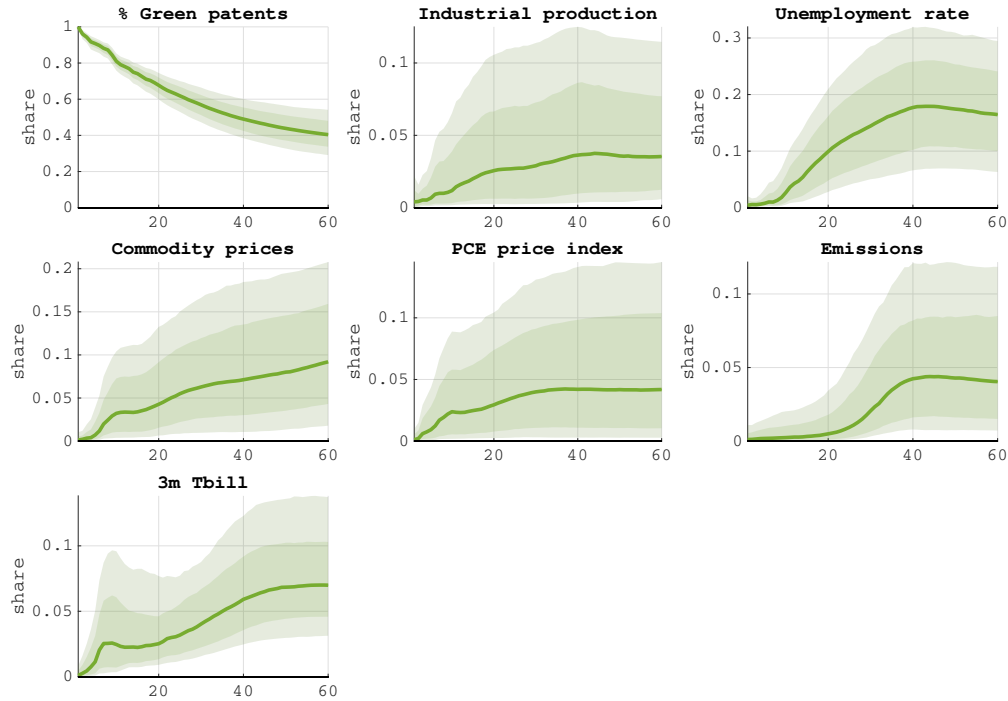 % Green patents
1
0.8
0.6
0.4
0.2
0
share
20 40 60
Industrial production
0.1
0.05
0
share
20 40 60
Unemployment rate
0.3
0.2
0.1
0
share
20 40 60
Commodity prices
0.2
0.15
0.1
0.05
0
share
20 40 60
PCE price index
0.1
0.05
0
share
20 40 60
Emissions
0.1
0.05
0
share
20 40 60
3m Tbill
0.1
0.05
0
share
20 40 60